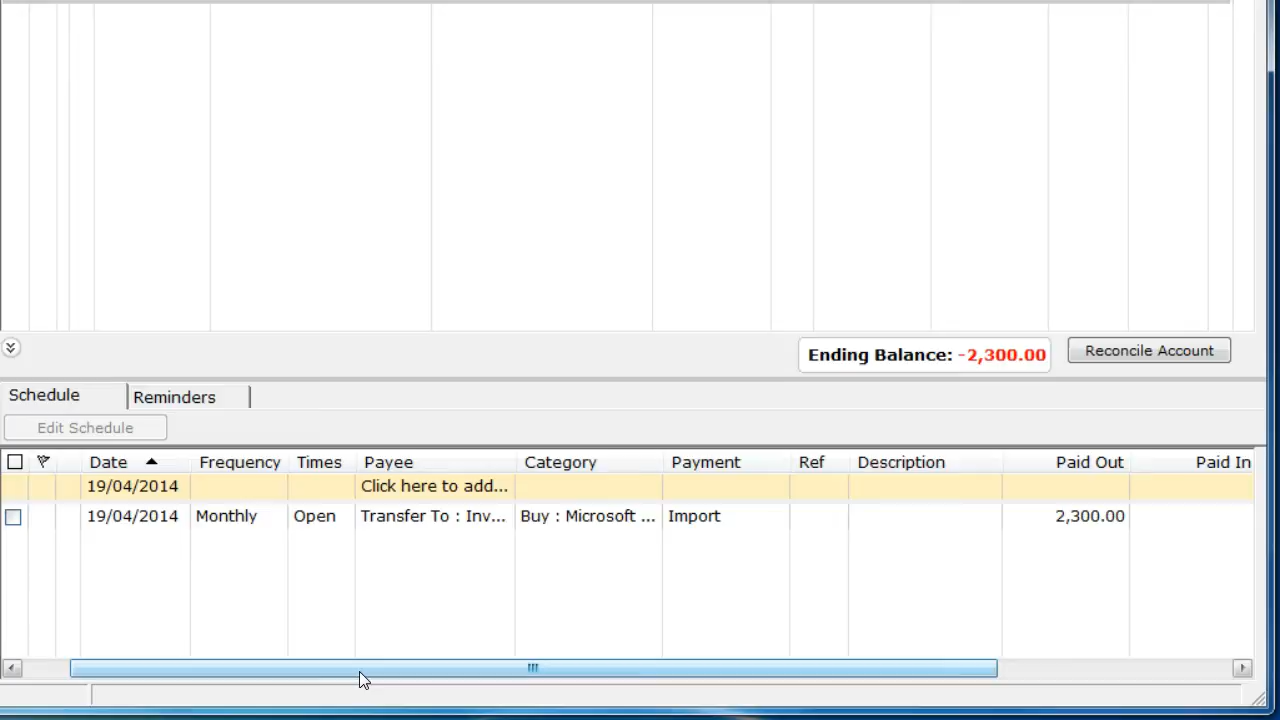 Ending Balance: -2,300.00 Reconcile Account
Schedule Reminders
Edit Schedule
Date Frequency Times Payee Category Payment Ref Description Paid Out Paid In
19/04/2014 Click here to add...
19/04/2014 Monthly Open Transfer To : Inv... Buy : Microsoft ... Import 2,300.00